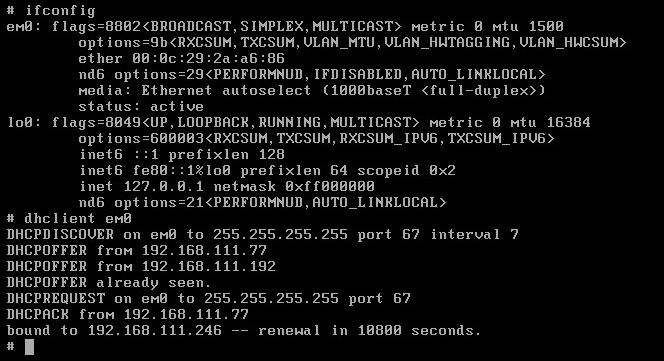 # ifconfig
em0: flags=8802<BROADCAST,SIMPLEX,MULTICAST> metric 0 mtu 1500
options=9b<RXCSUM,TXCSUM,VLAN_MTU,VLAN_HWTAGGING,VLAN_HWCSUM>
ether 00:0c:29:2a:a6:86
nd6 options=29<PERFORMNUD,IFDISABLED,AUTO_LINKLOCAL>
media: Ethernet autoselect (1000baseT <full-duplex>)
status: active
lo0: flags=8049<UP,LOOPBACK,RUNNING,MULTICAST> metric 0 mtu 16384
options=600003<RXCSUM,TXCSUM,RXCSUM_IPV6,TXCSUM_IPV6>
inet6 ::1 prefixlen 128
inet6 fe80::1%lo0 prefixlen 64 scopeid 0x2
inet 127.0.0.1 netmask 0xff000000
nd6 options=21<PERFORMNUD,AUTO_LINKLOCAL>
# dhclient em0
DHCPDISCOVER on em0 to 255.255.255.255 port 67 interval 7
DHCPOFFER from 192.168.111.77
DHCPOFFER from 192.168.111.192
DHCPOFFER already seen.
DHCPREQUEST on em0 to 255.255.255.255 port 67
DHCPACK from 192.168.111.77
bound to 192.168.111.246 -- renewal in 10800 seconds.
#